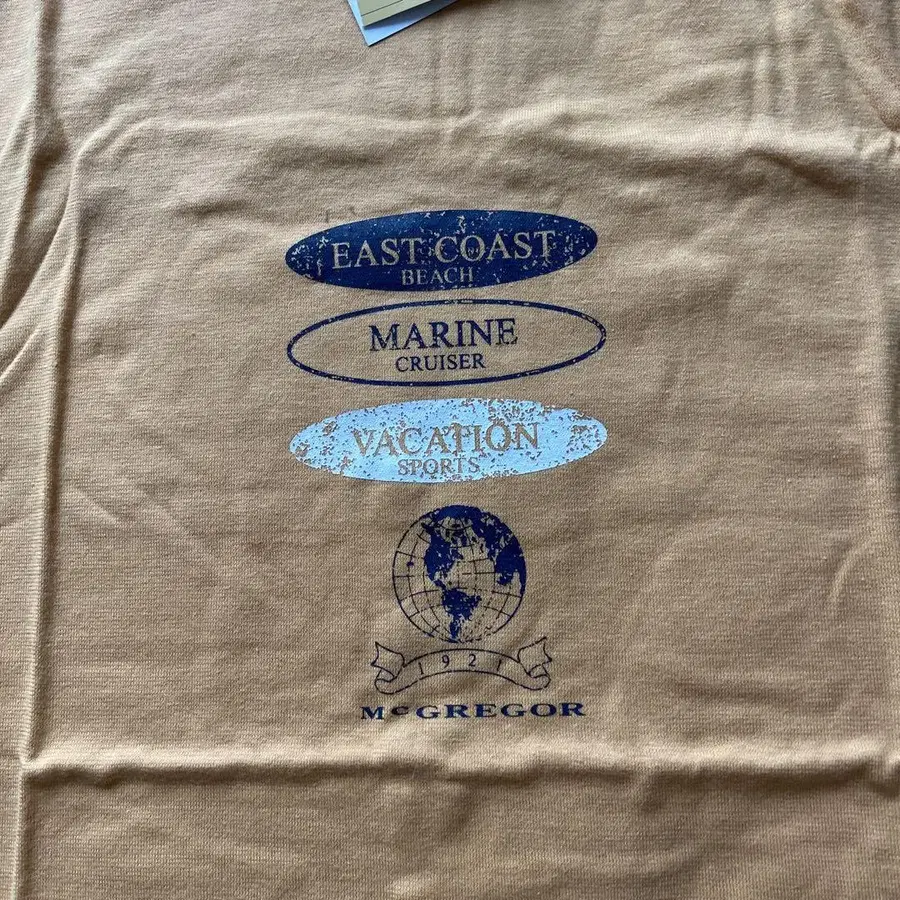 EAST COAST
BEACH
MARINE
CRUISER
VACATION
SPORTS
1921
McGREGOR